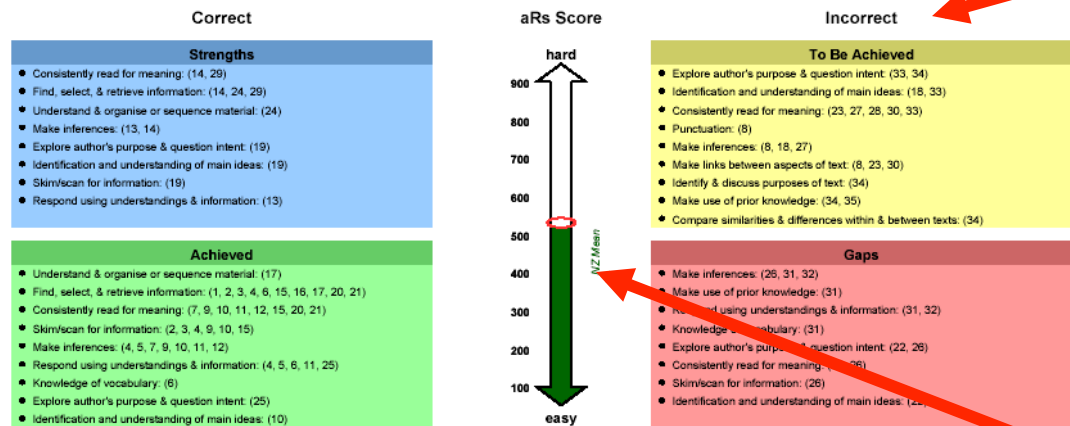 Correct
aRs Score
Incorrect
Strengths
Consistently read for meaning: (14, 29)
Find, select, & retrieve information: (14, 24, 29)
Understand & organise or sequence material: (24)
Make inferences: (13, 14)
Explore author's purpose & question intent: (19)
Identification and understanding of main ideas: (19)
Skim/scan for information: (19)
Respond using understandings & information: (13)
Achieved
Understand & organise or sequence material: (17)
Find, select, & retrieve information: (1, 2, 3, 4, 6, 15, 16, 17, 20, 21)
Consistently read for meaning: (7, 9, 10, 11, 12, 15, 20, 21)
Skim/scan for information: (2, 3, 4, 9, 10, 15)
Make inferences: (4, 5, 7, 9, 10, 11, 12)
Respond using understandings & information: (4, 5, 6, 11, 25)
Knowledge of vocabulary: (6)
Explore author's purpose & question intent: (25)
Identification and understanding of main ideas: (10)
hard
900
800
700
600
500
400
300
200
100
easy
NZ Mean
To Be Achieved
Explore author's purpose & question intent: (33, 34)
Identification and understanding of main ideas: (18, 33)
Consistently read for meaning: (23, 27, 28, 30, 33)
Punctuation: (8)
Make inferences: (8, 18, 27)
Make links between aspects of text: (8, 23, 30)
Identify & discuss purposes of text: (34)
Make use of prior knowledge: (34, 35)
Compare similarities & differences within & between texts: (34)
Gaps
Make inferences: (26, 31, 32)
Make use of prior knowledge: (31)
using understandings & information: (31, 32)
Knowledge vocabulary: (31)
Explore author's question intent: (22, 26)
Consistently read for meaning: 26)
Skim/scan for information: (26)
Identification and understanding of main ideas: